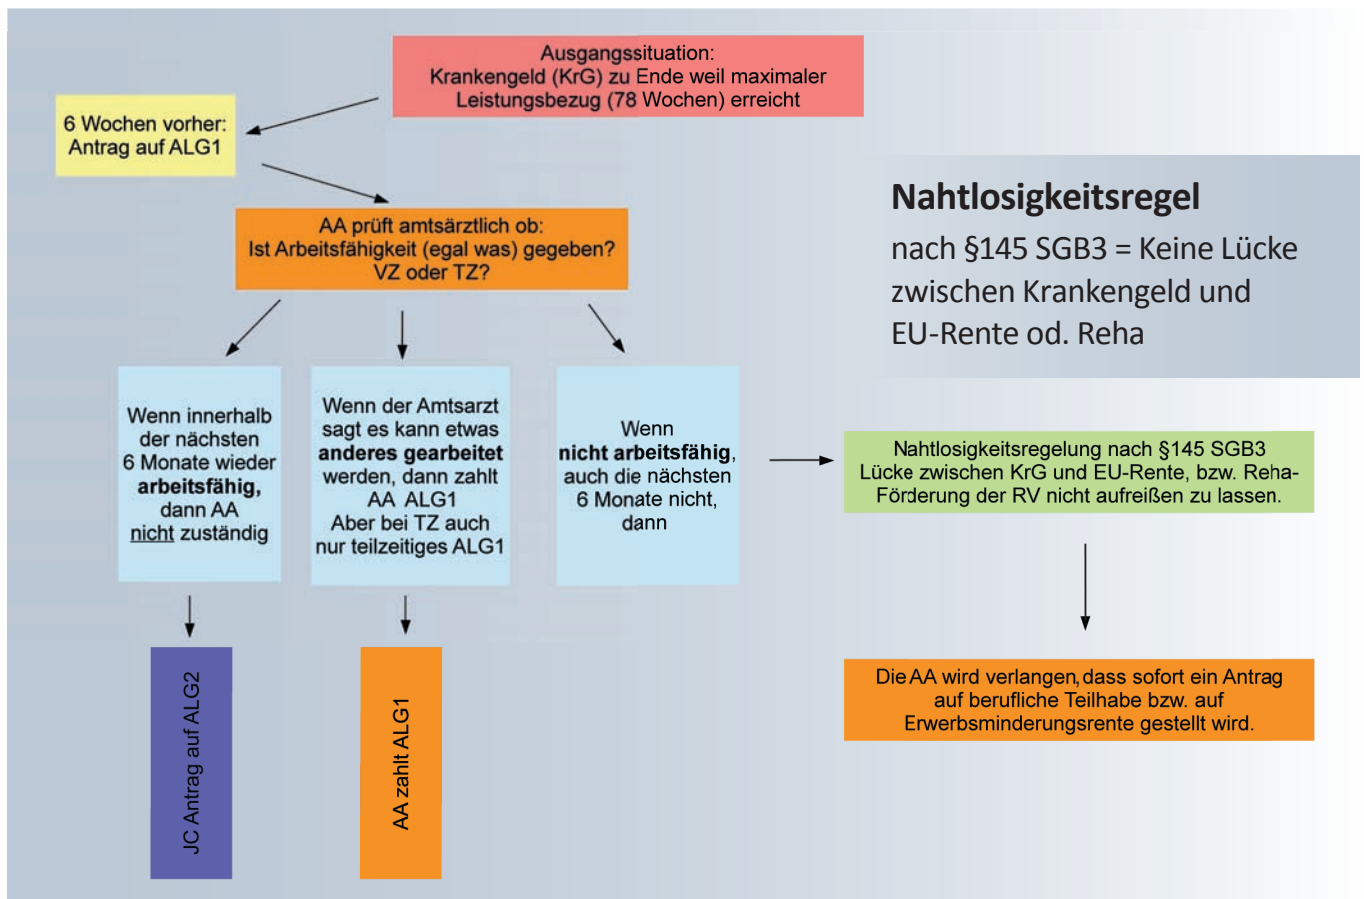 Ausgangssituation:
Krankengeld (KrG) zu Ende weil maximaler
Leistungsbezug (78 Wochen) erreicht
6 Wochen vorher:
Antrag auf ALG1
Nahtlosigkeitsregel
nach §145 SGB3 = Keine Lücke
zwischen Krankengeld und
EU-Rente od. Reha
AA prüft amtsärztlich ob:
Ist Arbeitsfähigkeit (egal was) gegeben?
VZ oder TZ?
Wenn innerhalb
der nächsten
6 Monate wieder
arbeitsfähig,
dann AA
nicht zuständig
Wenn der Amtsarzt
sagt es kann etwas
anderes gearbeitet
werden, dann zahlt
AA ALG1
Aber bei TZ auch
nur teilzeitiges ALG1
Wenn
nicht arbeitsfähig,
auch die nächsten
6 Monate nicht,
dann
Nahtlosigkeitsregelung nach §145 SGB3
Lücke zwischen KrG und EU-Rente, bzw. Reha-
Förderung der RV nicht aufreißen zu lassen.
JC Antrag auf ALG2
AA zahlt ALG1
Die AA wird verlangen, dass sofort ein Antrag
auf berufliche Teilhabe bzw. auf
Erwerbsminderungsrente gestellt wird.